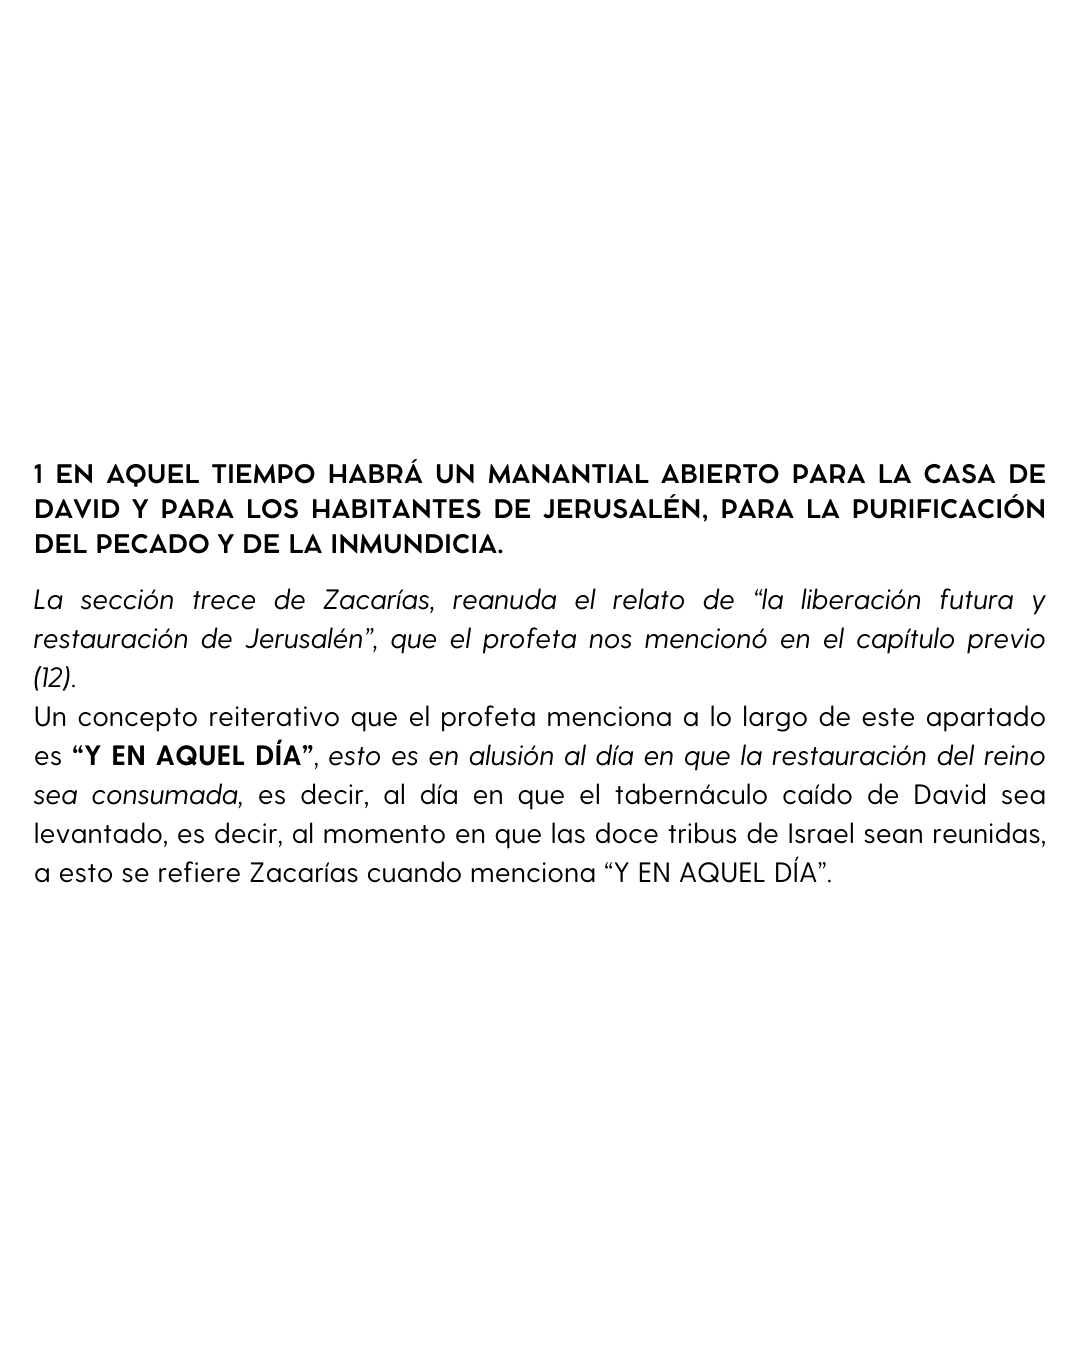 1 EN AQUEL TIEMPO HABRÁ UN MANANTIAL ABIERTO PARA LA CASA DE
DAVID Y PARA LOS HABITANTES DE JERUSALÉN, PARA LA PURIFICACIÓN
DEL PECADO Y DE LA INMUNDICIA.
La sección trece de Zacarías, reanuda el relato de “la liberación futura y
restauración de Jerusalén”, que el profeta nos mencionó en el capítulo previo
(12).
Un concepto reiterativo que el profeta menciona a lo largo de este apartado
es “Y EN AQUEL DÍA”, esto es en alusión al día en que la restauración del reino
sea consumada, es decir, al día en que el tabernáculo caído de David sea
levantado, es decir, al momento en que las doce tribus de Israel sean reunidas,
a esto se refiere Zacarías cuando menciona “Y EN AQUEL DÍA”.